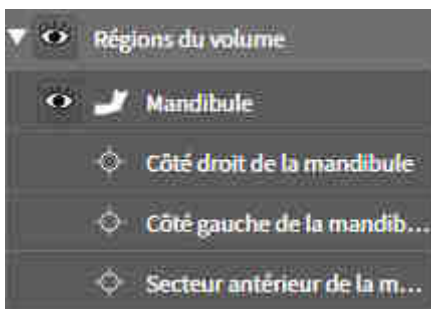 Régions du volume
Mandibule
Côté droit de la mandibule
Côté gauche de la mandib...
Secteur antérieur de la m...